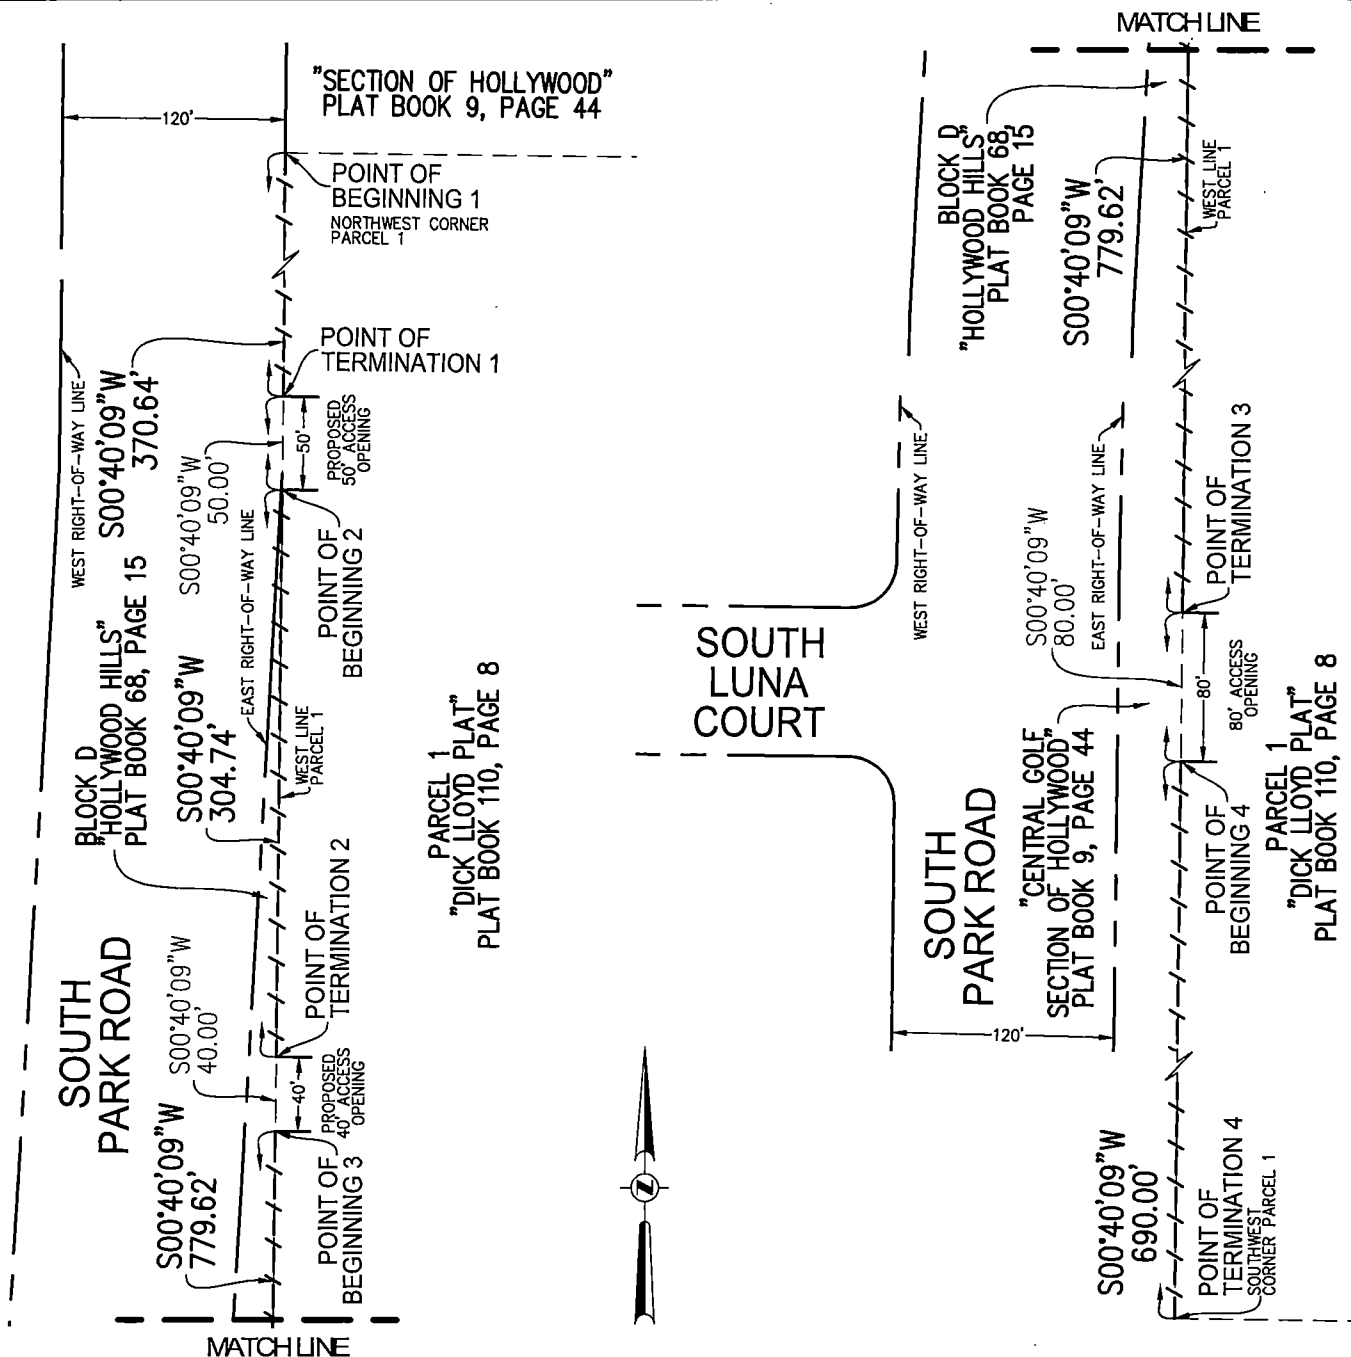 MATCH LINE
"SECTION OF HOLLYWOOD"
PLAT BOOK 9, PAGE 44
120'
POINT OF
BEGINNING 1
NORTHWEST CORNER
PARCEL 1
POINT OF
TERMINATION 1
WEST RIGHT-OF-WAY LINE
S00°40'09"W
370.64'
S00°40'09"W
50.00'
50'
PROPOSED
50' ACCESS
OPENING
POINT OF
BEGINNING 2
EAST RIGHT-OF-WAY LINE
BLOCK D
"HOLLYWOOD HILLS"
PLAT BOOK 68, PAGE 15
S00°40'09"W
304.74'
WEST LINE
PARCEL 1
PARCEL 1
"DICK LLOYD PLAT"
PLAT BOOK 110, PAGE 8
POINT OF
TERMINATION 2
SOUTH
PARK ROAD
S00°40'09"W
40.00'
40'
PROPOSED
40' ACCESS
OPENING
S00°40'09"W
779.62'
POINT OF
BEGINNING 3
MATCH LINE
BLOCK D
"HOLLYWOOD HILLS"
PLAT BOOK 68,
PAGE 15
S00°40'09"W
779.62'
WEST LINE
PARCEL 1
WEST RIGHT-OF-WAY LINE
EAST RIGHT-OF-WAY LINE
S00°40'09"W
80.00'
POINT OF
TERMINATION 3
SOUTH
LUNA
COURT
80'
80' ACCESS
OPENING
SOUTH
PARK ROAD
"CENTRAL GOLF
SECTION OF HOLLYWOOD"
PLAT BOOK 9, PAGE 44
POINT OF
BEGINNING 4
PARCEL 1
"DICK LLOYD PLAT"
PLAT BOOK 110, PAGE 8
120'
Z
S00°40'09"W
690.00'
POINT OF
TERMINATION 4
SOUTHWEST
CORNER PARCEL 1